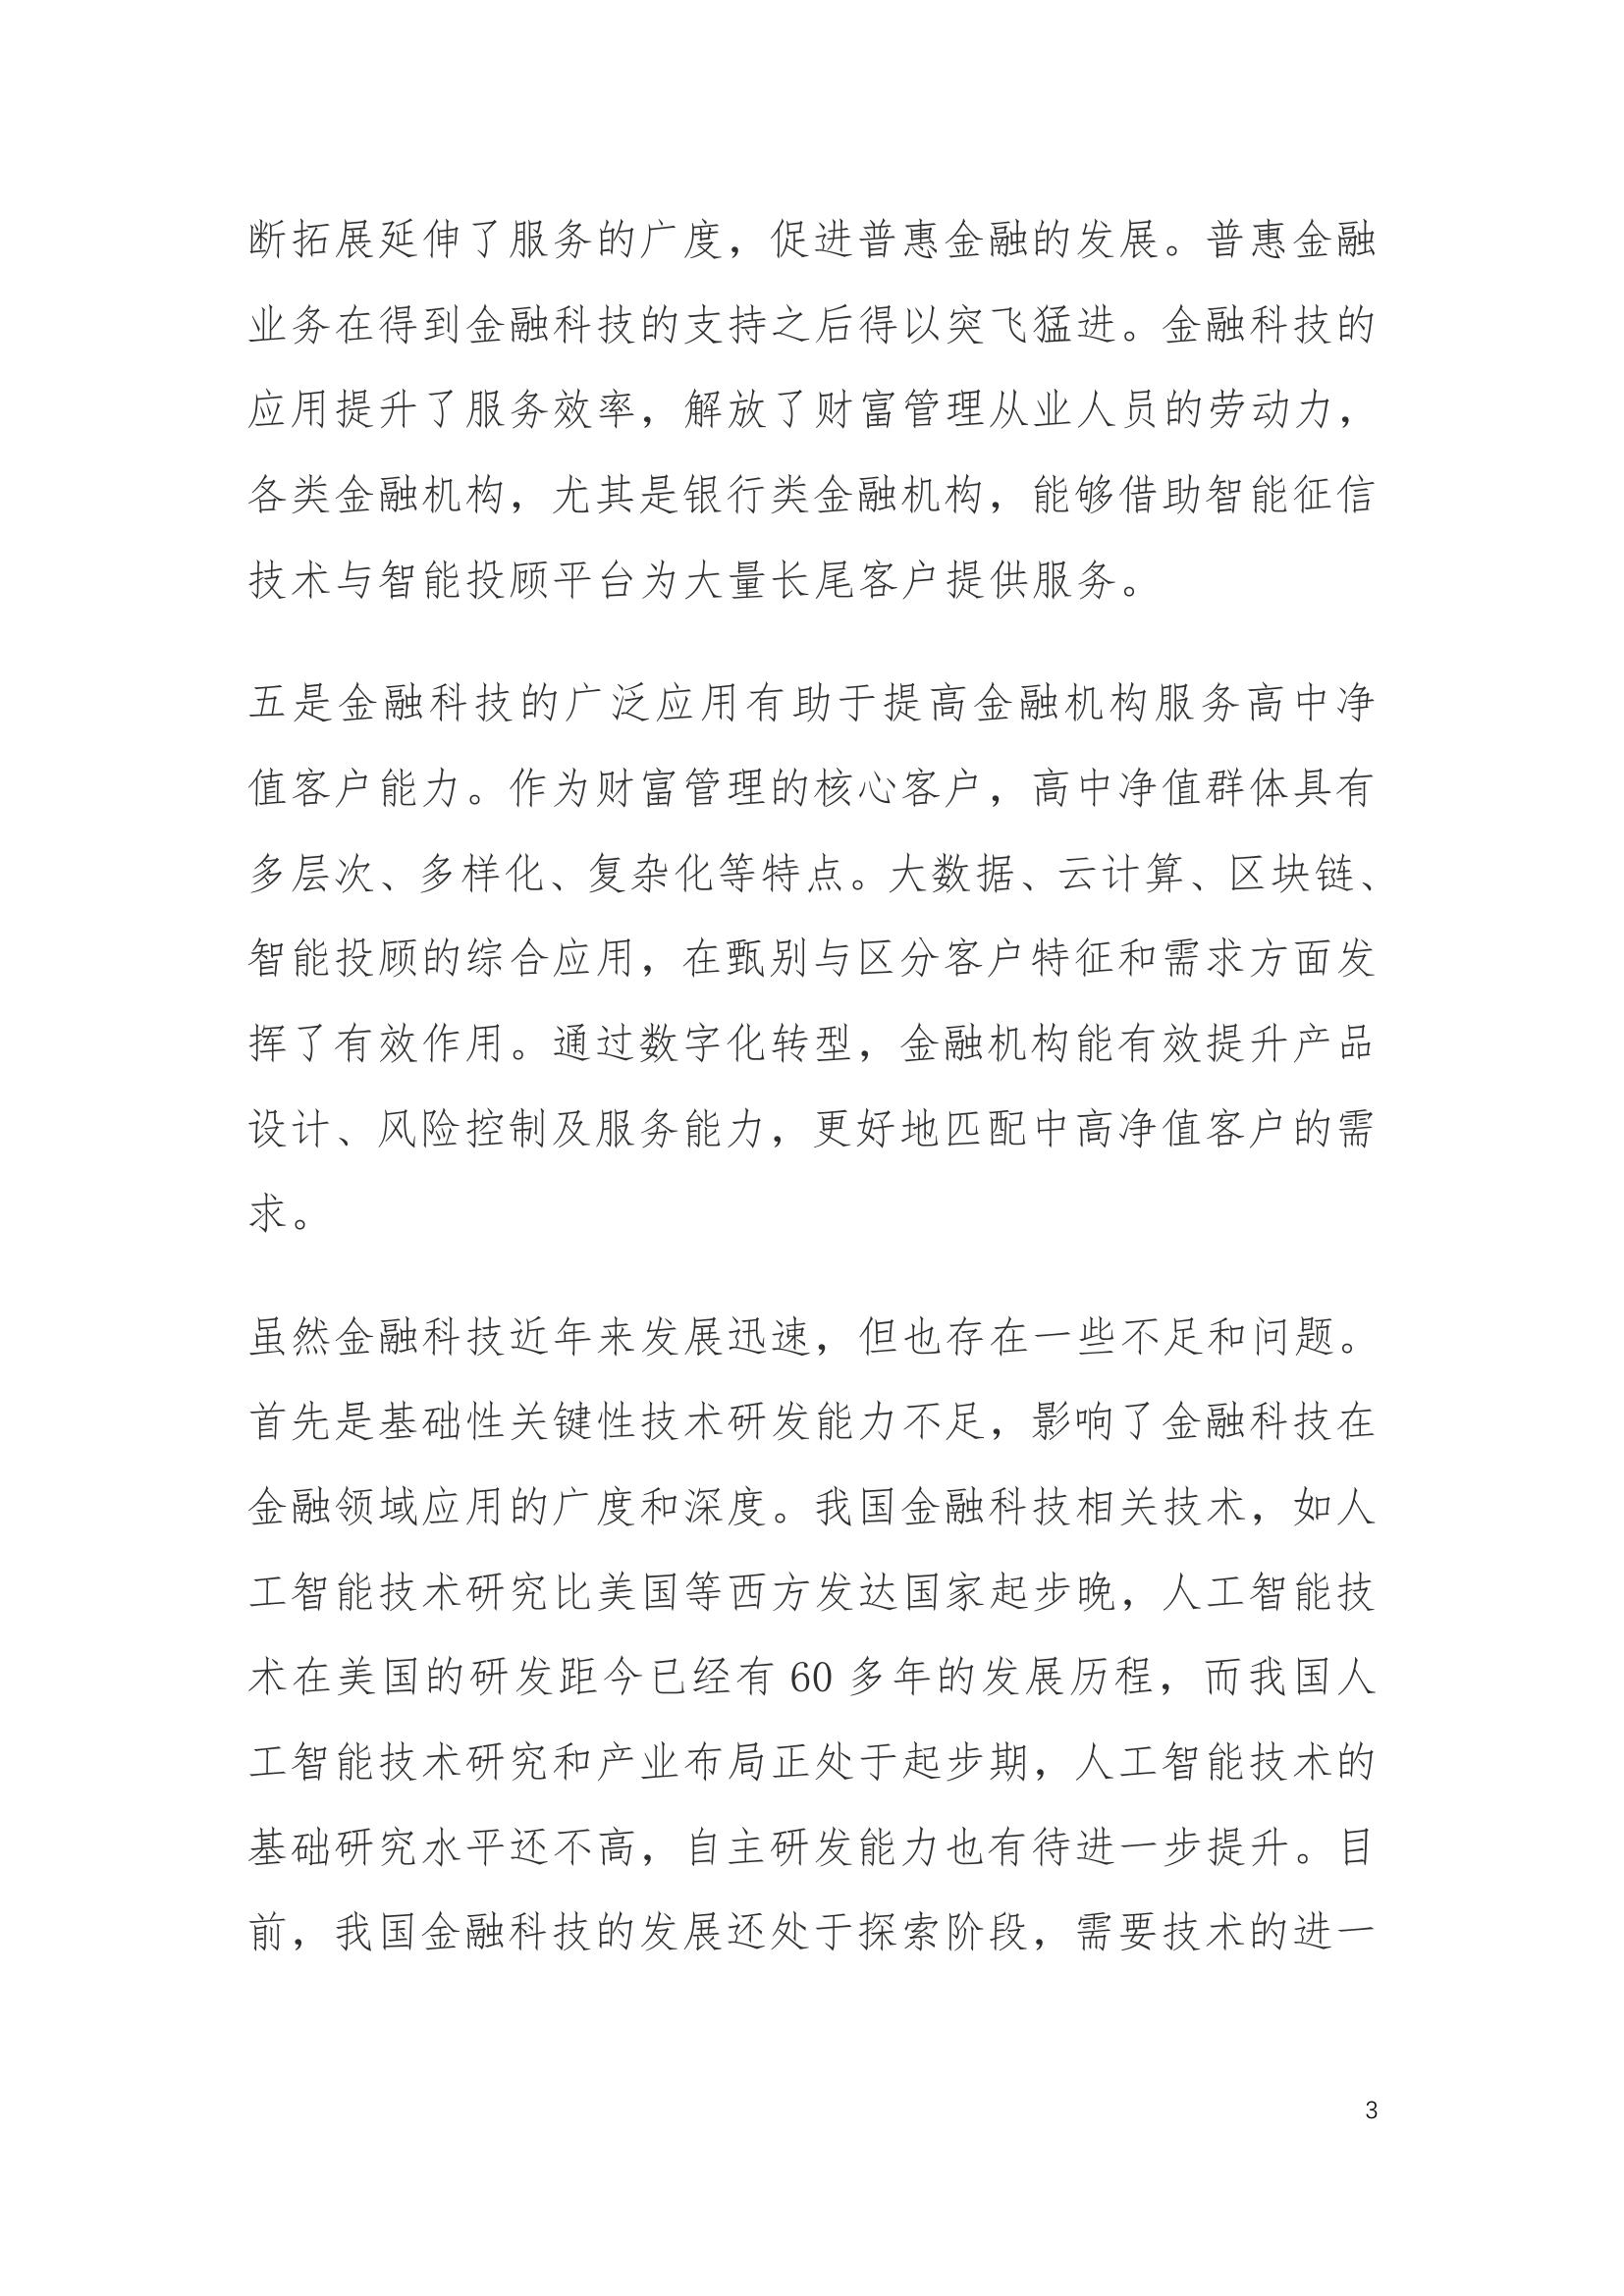 断拓展延伸了服务的广度，促进普惠金融的发展。普惠金融
业务在得到金融科技的支持之后得以突飞猛进。金融科技的
应用提升了服务效率，解放了财富管理从业人员的劳动力，
各类金融机构，尤其是银行类金融机构，能够借助智能征信
技术与智能投顾平台为大量长尾客户提供服务。
五是金融科技的广泛应用有助于提高金融机构服务高中净
值客户能力。作为财富管理的核心客户，高中净值群体具有
多层次、多样化、复杂化等特点。大数据、云计算、区块链、
智能投顾的综合应用，在甄别与区分客户特征和需求方面发
挥了有效作用。通过数字化转型，金融机构能有效提升产品
设计、风险控制及服务能力，更好地匹配中高净值客户的需
求。
虽然金融科技近年来发展迅速，但也存在一些不足和问题。
首先是基础性关键性技术研发能力不足，影响了金融科技在
金融领域应用的广度和深度。我国金融科技相关技术，如人
工智能技术研究比美国等西方发达国家起步晚，人工智能技
术在美国的研发距今已经有 60 多年的发展历程，而我国人
工智能技术研究和产业布局正处于起步期，人工智能技术的
基础研究水平还不高，自主研发能力也有待进一步提升。目
前，我国金融科技的发展还处于探索阶段，需要技术的进一
3